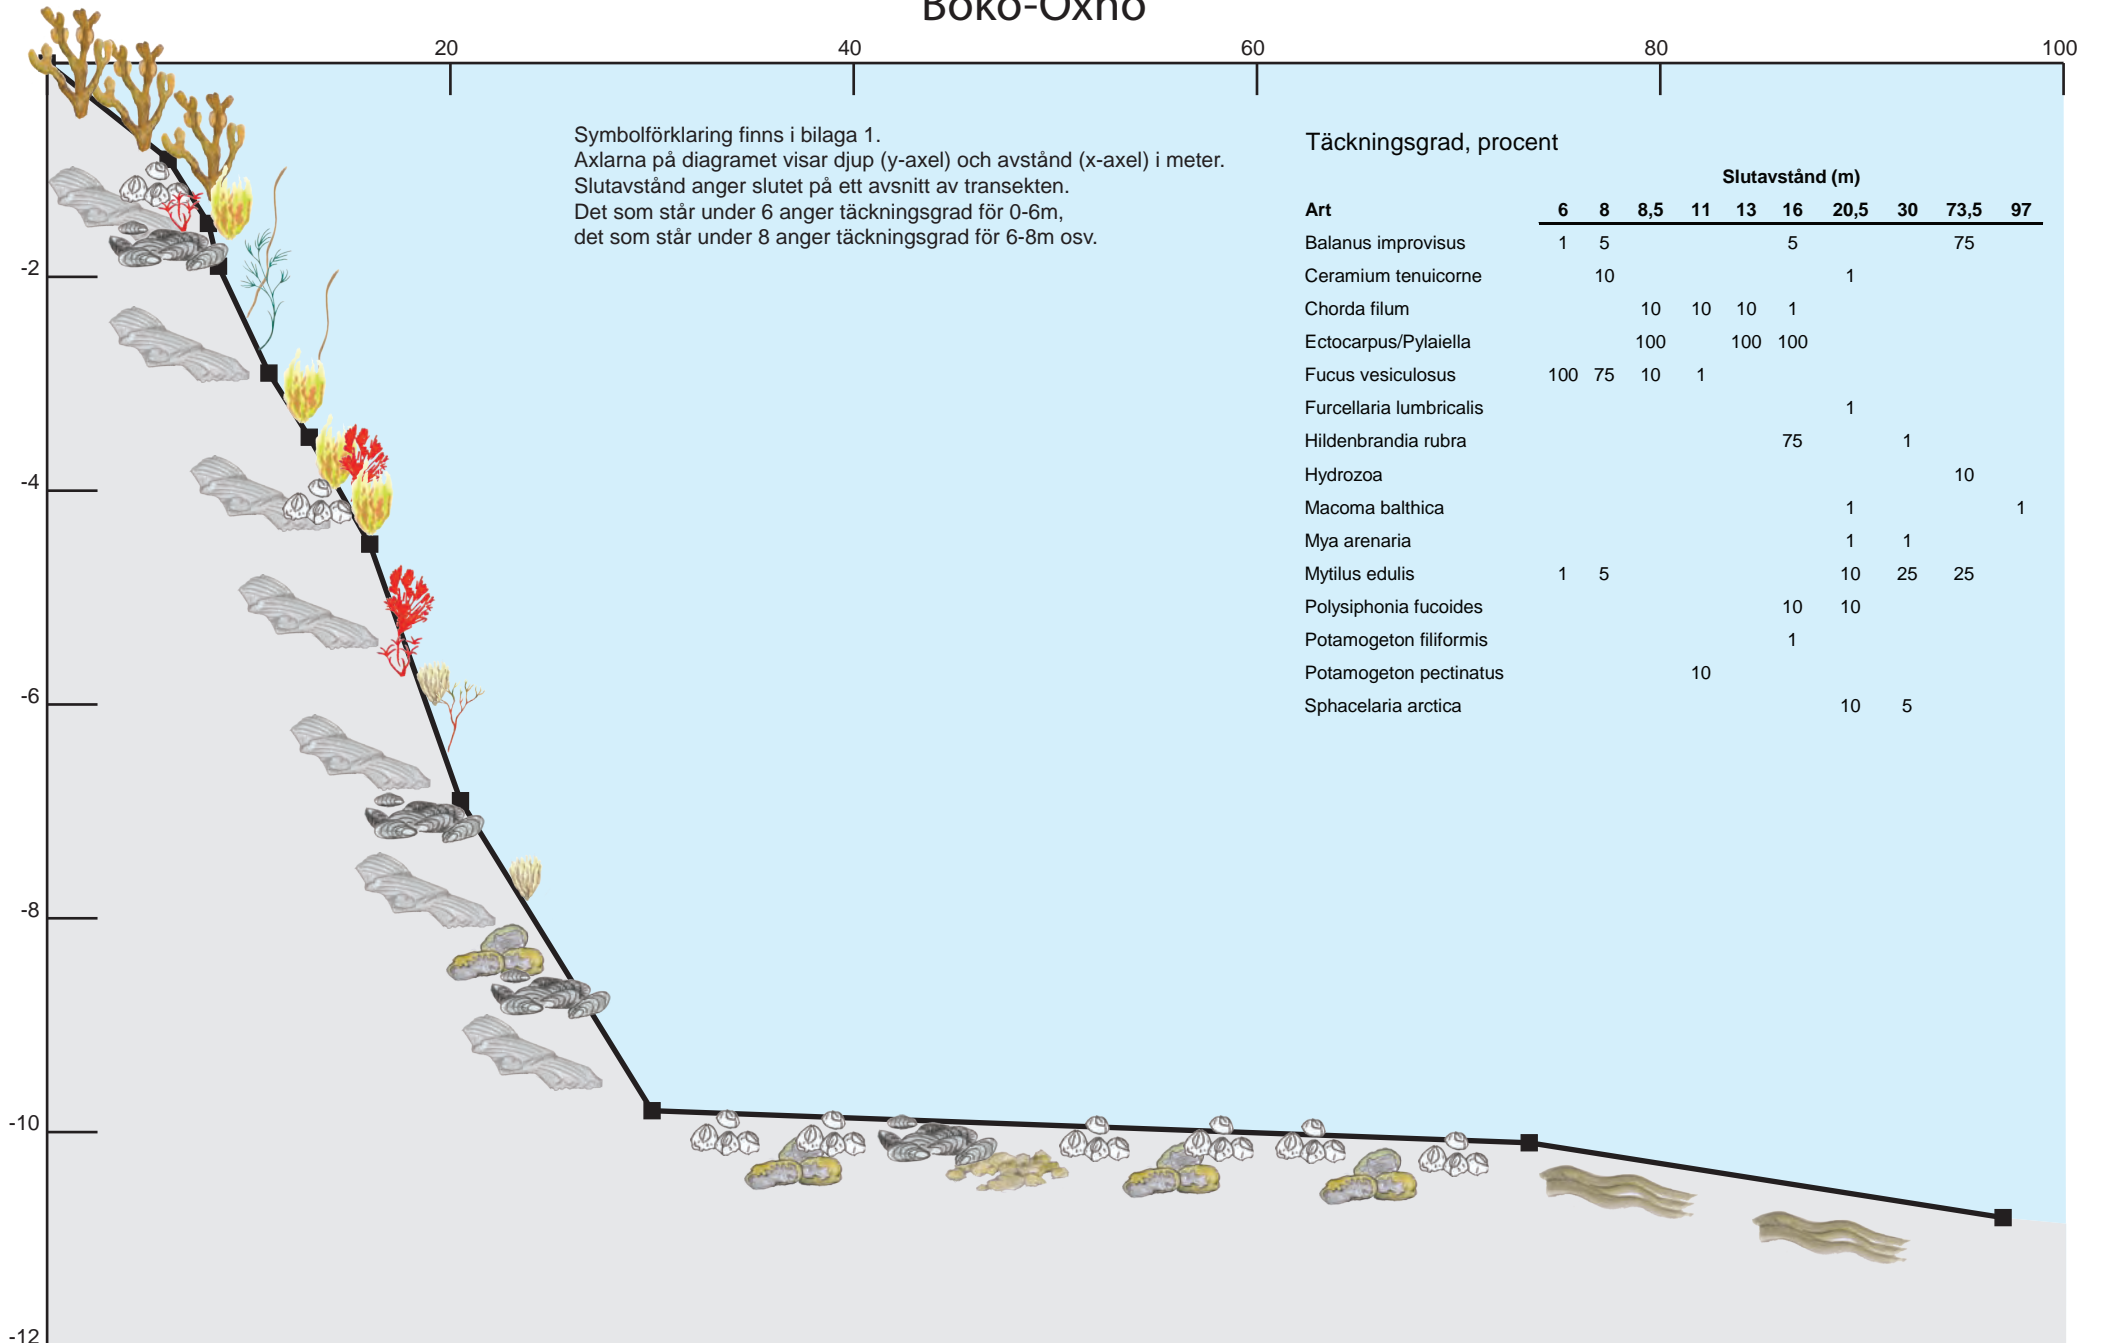 Bokö-Oxnö
20 40 60 80 100
Symbolförklaring finns i bilaga 1.
Axlarna på diagramet visar djup (y-axel) och avstånd (x-axel) i meter.
Slutavstånd anger slutet på ett avsnitt av transekten.
Det som står under 6 anger täckningsgrad för 0-6m,
det som står under 8 anger täckningsgrad för 6-8m osv.
Täckningsgrad, procent
Slutavstånd (m)
Art 6 8 8,5 11 13 16 20,5 30 73,5 97
Balanus improvisus 1 5 5 75
Ceramium tenuicorne 10 1
Chorda filum 10 10 10 1
Ectocarpus/Pylaiella 100 100 100
Fucus vesiculosus 100 75 10 1
Furcellaria lumbricalis 1
Hildenbrandia rubra 75 1
Hydrozoa 10
Macoma balthica 1 1
Mya arenaria 1 1
Mytilus edulis 1 5 10 25 25
Polysiphonia fucoides 10 10
Potamogeton filiformis 1
Potamogeton pectinatus 10
Sphacelaria arctica 10 5
-2
-4
-6
-8
-10
-12